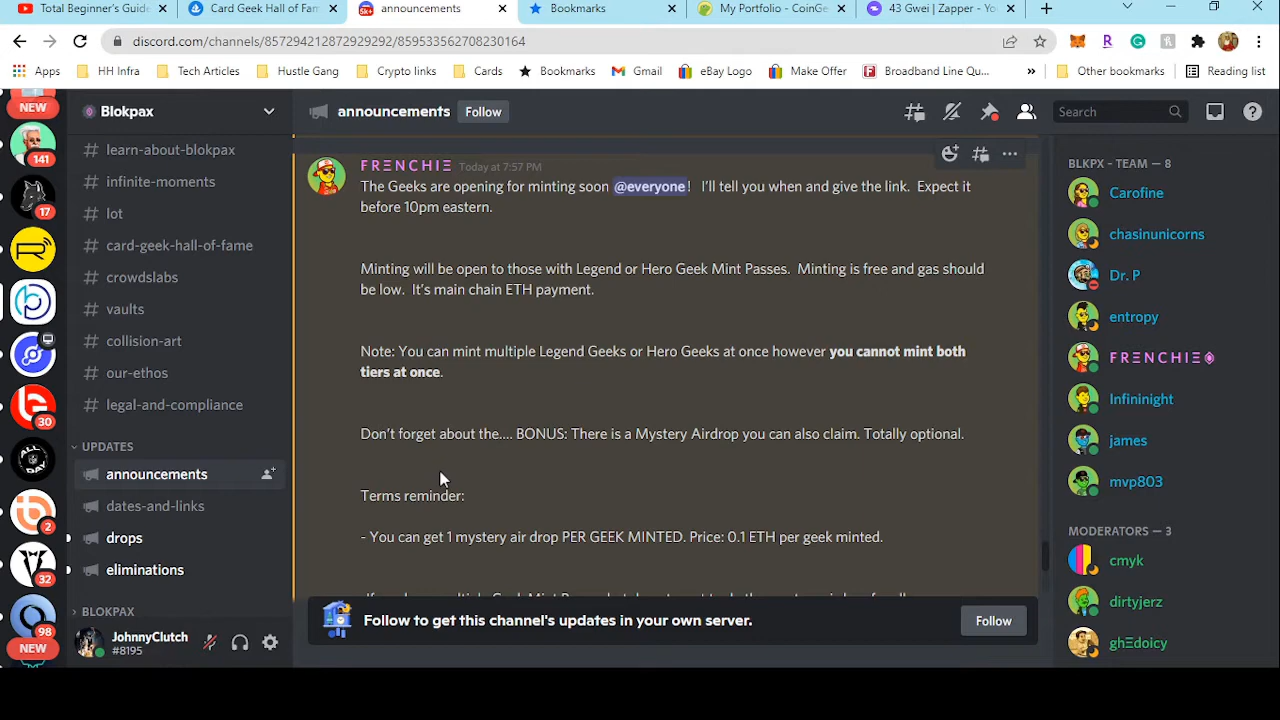 Total Beginner's Guide
Card Geek Hall of Fam
5k+
announcements
Bookmarks
My Portfolio - CoinGe
43 Gwei | Zapper - Yo
discord.com/channels/857294212872929292/859533562708230164
Apps
HH Infra
Tech Articles
Hustle Gang
Crypto links
Cards
Bookmarks
Gmail
eBay Logo
Make Offer
Broadband Line Qu...
Other bookmarks
Reading list
NEW
Blokpax
announcements
Follow
Search
141
17
30
ALL
DAY
2
32
98
NEW
learn-about-blokpax
infinite-moments
lot
card-geek-hall-of-fame
crowdslabs
vaults
collision-art
our-ethos
legal-and-compliance
UPDATES
announcements
dates-and-links
drops
eliminations
BLOKPAX
JohnnyClutch
#8195
FRΞNCHIΞ Today at 7:57 PM
The Geeks are opening for minting soon @everyone! I'll tell you when and give the link. Expect it
before 10pm eastern.
Minting will be open to those with Legend or Hero Geek Mint Passes. Minting is free and gas should
be low. It's main chain ETH payment.
Note: You can mint multiple Legend Geeks or Hero Geeks at once however you cannot mint both
tiers at once.
Don't forget about the.... BONUS: There is a Mystery Airdrop you can also claim. Totally optional.
Terms reminder:
- You can get 1 mystery air drop PER GEEK MINTED. Price: 0.1 ETH per geek minted.
Follow to get this channel's updates in your own server.
Follow
BLKPX - TEAM — 8
Carofine
chasinunicorns
Dr. P
entropy
FRΞNCHIΞ
Infininight
james
mvp803
MODERATORS — 3
cmyk
dirtyjerz
ghΞdoicy